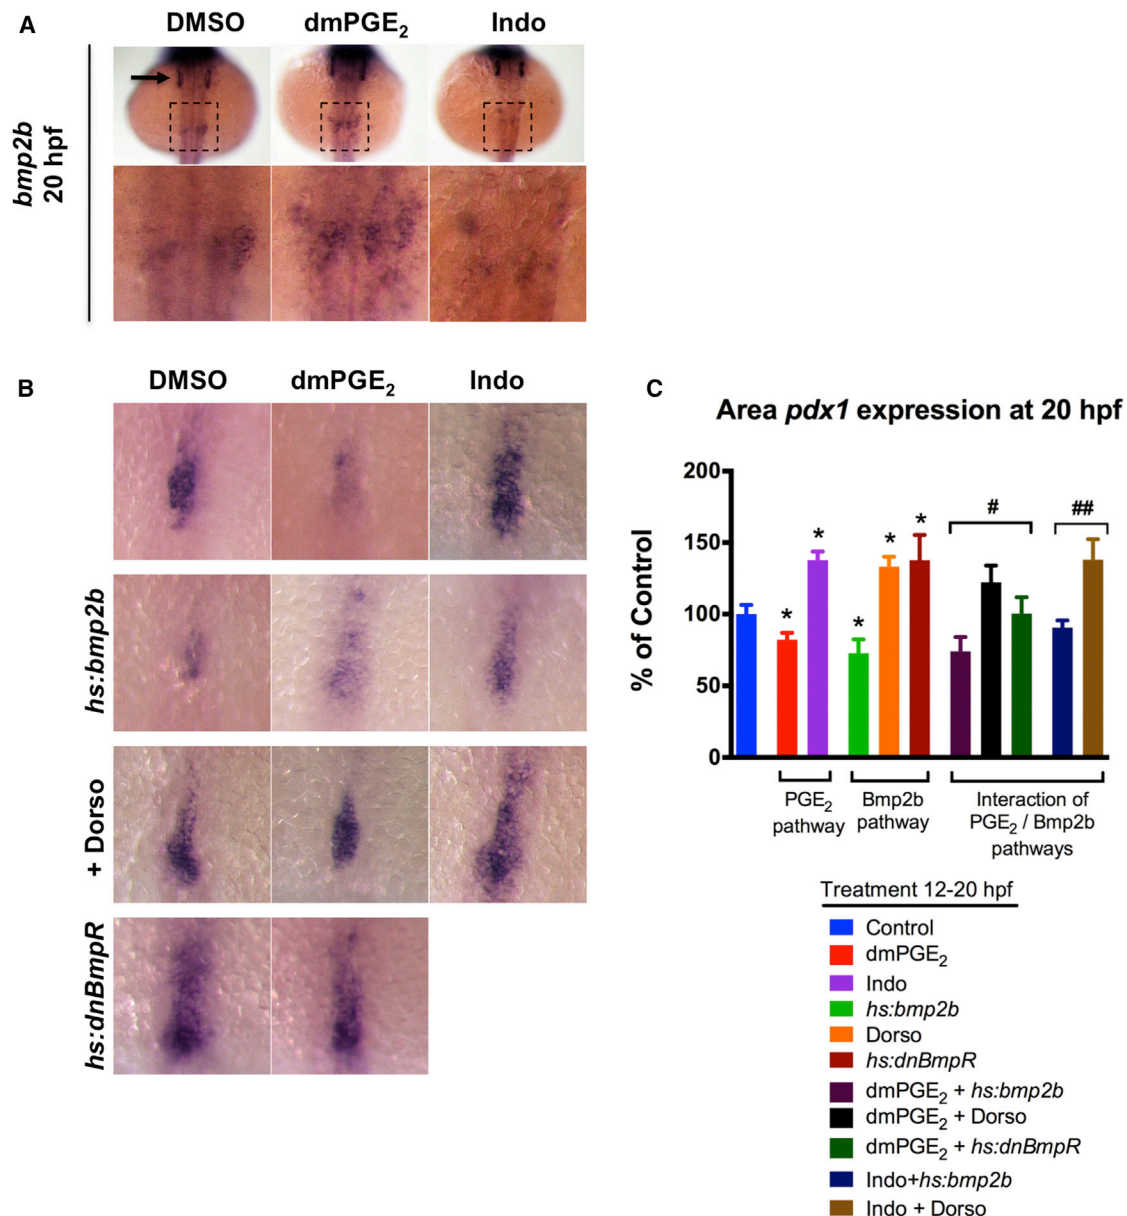 A
DMSO dmPGE₂ Indo
bmp2b
20 hpf
B
DMSO dmPGE₂ Indo
hs:bmp2b
+ Dorso
hs:dnBmpR
C
Area pdx1 expression at 20 hpf
% of Control
200
150
100
50
0
* * * * * # ##
PGE₂
pathway
Bmp2b
pathway
Interaction of
PGE₂ / Bmp2b
pathways
Treatment 12-20 hpf
Control
dmPGE₂
Indo
hs:bmp2b
Dorso
hs:dnBmpR
dmPGE₂ + hs:bmp2b
dmPGE₂ + Dorso
dmPGE₂ + hs:dnBmpR
Indo+hs:bmp2b
Indo + Dorso